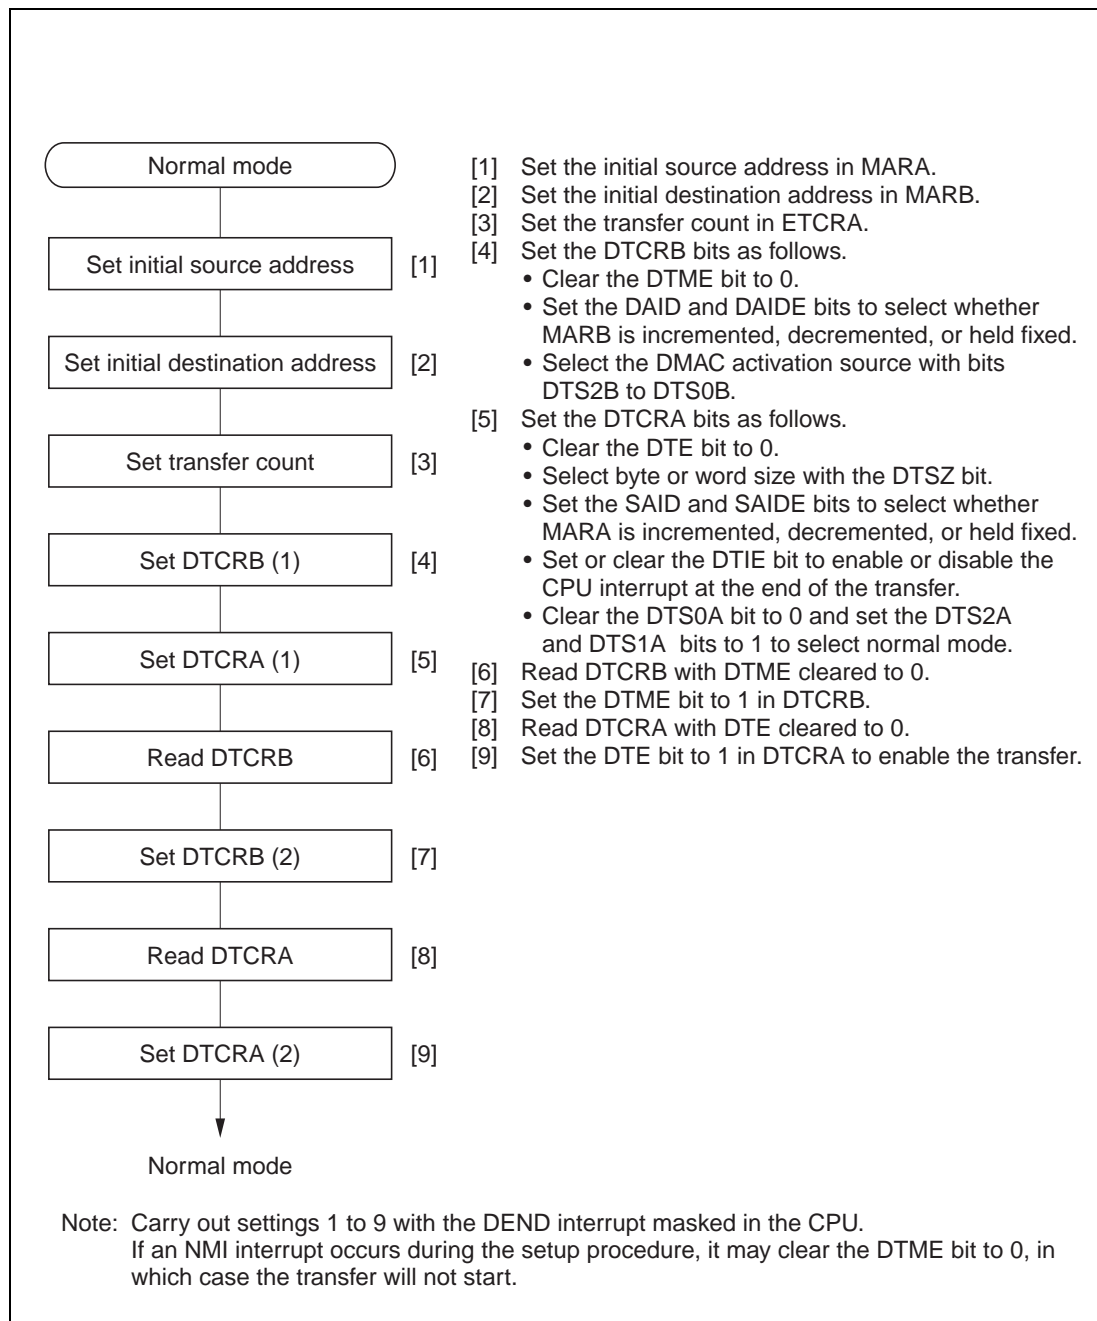 Normal mode
Set initial source address [1]
Set initial destination address [2]
Set transfer count [3]
Set DTCRB (1) [4]
Set DTCRA (1) [5]
Read DTCRB [6]
Set DTCRB (2) [7]
Read DTCRA [8]
Set DTCRA (2) [9]
Normal mode
[1] Set the initial source address in MARA.
[2] Set the initial destination address in MARB.
[3] Set the transfer count in ETCRA.
[4] Set the DTCRB bits as follows.
• Clear the DTME bit to 0.
• Set the DAID and DAIDE bits to select whether
MARB is incremented, decremented, or held fixed.
• Select the DMAC activation source with bits
DTS2B to DTS0B.
[5] Set the DTCRA bits as follows.
• Clear the DTE bit to 0.
• Select byte or word size with the DTSZ bit.
• Set the SAID and SAIDE bits to select whether
MARA is incremented, decremented, or held fixed.
• Set or clear the DTIE bit to enable or disable the
CPU interrupt at the end of the transfer.
• Clear the DTS0A bit to 0 and set the DTS2A
and DTS1A bits to 1 to select normal mode.
[6] Read DTCRB with DTME cleared to 0.
[7] Set the DTME bit to 1 in DTCRB.
[8] Read DTCRA with DTE cleared to 0.
[9] Set the DTE bit to 1 in DTCRA to enable the transfer.
Note: Carry out settings 1 to 9 with the DEND interrupt masked in the CPU.
If an NMI interrupt occurs during the setup procedure, it may clear the DTME bit to 0, in
which case the transfer will not start.